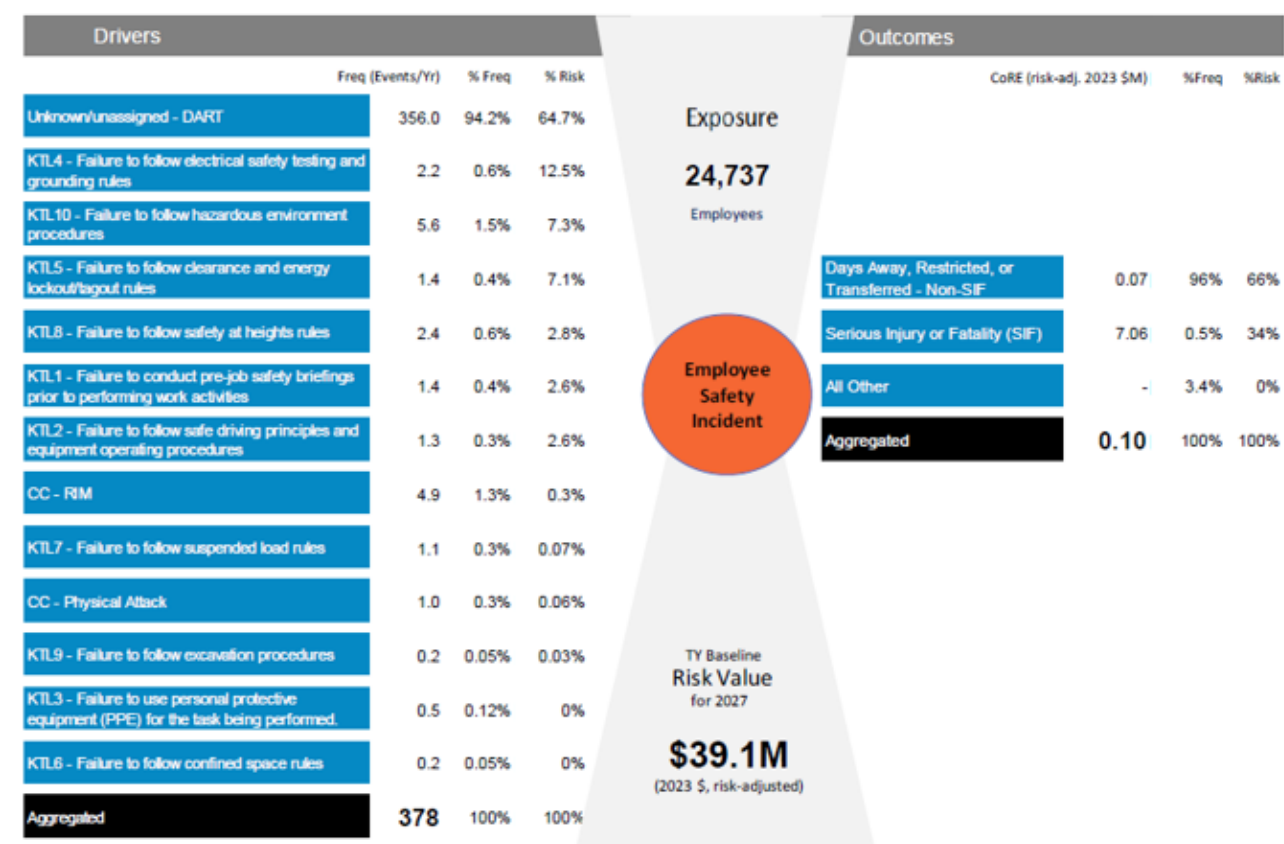 Drivers
Freq (Events/Yr) % Freq % Risk
Unknown/unassigned - DART 356.0 94.2% 64.7%
KTL4 - Failure to follow electrical safety testing and
grounding rules 2.2 0.6% 12.5%
KTL10 - Failure to follow hazardous environment
procedures 5.6 1.5% 7.3%
KTL5 - Failure to follow clearance and energy
lockout/tagout rules 1.4 0.4% 7.1%
KTL8 - Failure to follow safety at heights rules 2.4 0.6% 2.8%
KTL1 - Failure to conduct pre-job safety briefings
prior to performing work activities 1.4 0.4% 2.6%
KTL2 - Failure to follow safe driving principles and
equipment operating procedures 1.3 0.3% 2.6%
CC - RIM 4.9 1.3% 0.3%
KTL7 - Failure to follow suspended load rules 1.1 0.3% 0.07%
CC - Physical Attack 1.0 0.3% 0.06%
KTL9 - Failure to follow excavation procedures 0.2 0.05% 0.03%
KTL3 - Failure to use personal protective
equipment (PPE) for the task being performed. 0.5 0.12% 0%
KTL6 - Failure to follow confined space rules 0.2 0.05% 0%
Aggregated 378 100% 100%
Exposure
24,737
Employees
Employee
Safety
Incident
TY Baseline
Risk Value
for 2027
$39.1M
(2023 $, risk-adjusted)
Outcomes
CoRE (risk-adj. 2023 $M) %Freq %Risk
Days Away, Restricted, or
Transferred - Non-SIF 0.07 96% 66%
Serious Injury or Fatality (SIF) 7.06 0.5% 34%
All Other - 3.4% 0%
Aggregated 0.10 100% 100%